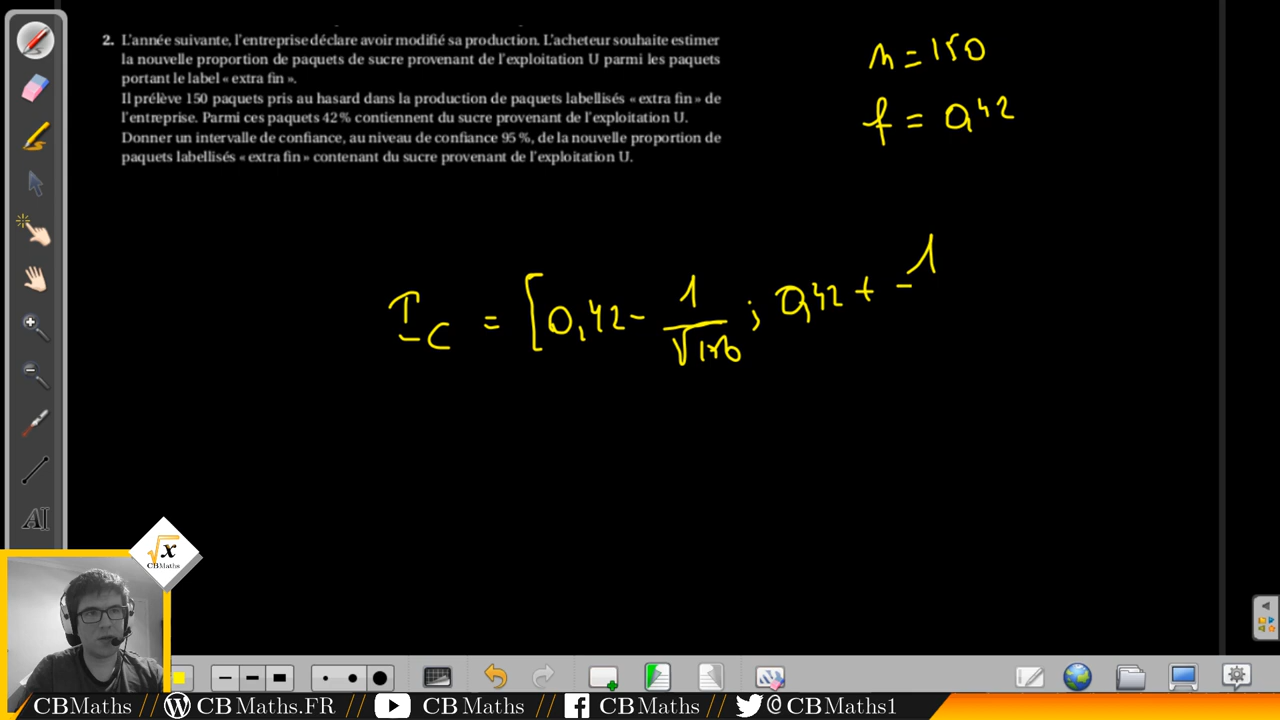 2. L'année suivante, l'entreprise déclare avoir modifié sa production. L'acheteur souhaite estimer
la nouvelle proportion de paquets de sucre provenant de l'exploitation U parmi les paquets
portant le label « extra fin ».
Il prélève 150 paquets pris au hasard dans la production de paquets labellisés « extra fin » de
l'entreprise. Parmi ces paquets 42 % contiennent du sucre provenant de l'exploitation U.
Donner un intervalle de confiance, au niveau de confiance 95 %, de la nouvelle proportion de
paquets labellisés « extra fin » contenant du sucre provenant de l'exploitation U.
n = 150
f = 0,42
I_C = [0,42 - 1/√150 ; 0,42 + 1
AI
√x
CBMaths
CBMaths CBMaths.FR CBMaths CBMaths @CBMaths1